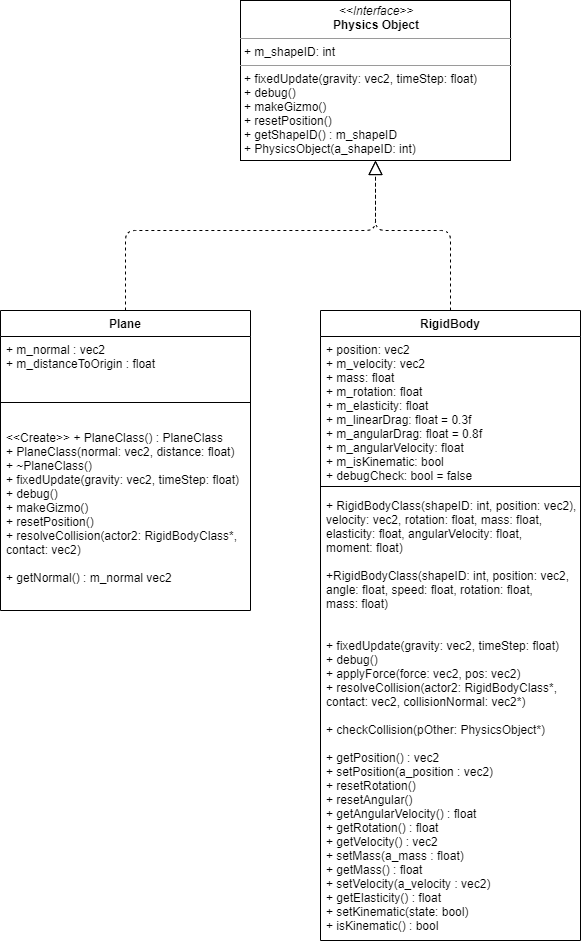 <<Interface>>
Physics Object
+ m_shapeID: int
+ fixedUpdate(gravity: vec2, timeStep: float)
+ debug()
+ makeGizmo()
+ resetPosition()
+ getShapeID() : m_shapeID
+ PhysicsObject(a_shapeID: int)
Plane
+ m_normal : vec2
+ m_distanceToOrigin : float
<<Create>> + PlaneClass() : PlaneClass
+ PlaneClass(normal: vec2, distance: float)
+ ~PlaneClass()
+ fixedUpdate(gravity: vec2, timeStep: float)
+ debug()
+ makeGizmo()
+ resetPosition()
+ resolveCollision(actor2: RigidBodyClass*,
contact: vec2)
+ getNormal() : m_normal vec2
RigidBody
+ position: vec2
+ m_velocity: vec2
+ mass: float
+ m_rotation: float
+ m_elasticity: float
+ m_linearDrag: float = 0.3f
+ m_angularDrag: float = 0.8f
+ m_angularVelocity: float
+ m_isKinematic: bool
+ debugCheck: bool = false
+ RigidBodyClass(shapeID: int, position: vec2),
velocity: vec2, rotation: float, mass: float,
elasticity: float, angularVelocity: float,
moment: float)
+RigidBodyClass(shapeID: int, position: vec2,
angle: float, speed: float, rotation: float,
mass: float)
+ fixedUpdate(gravity: vec2, timeStep: float)
+ debug()
+ applyForce(force: vec2, pos: vec2)
+ resolveCollision(actor2: RigidBodyClass*,
contact: vec2, collisionNormal: vec2*)
+ checkCollision(pOther: PhysicsObject*)
+ getPosition() : vec2
+ setPosition(a_position : vec2)
+ resetRotation()
+ resetAngular()
+ getAngularVelocity() : float
+ getRotation() : float
+ getVelocity() : vec2
+ setMass(a_mass : float)
+ getMass() : float
+ setVelocity(a_velocity : vec2)
+ getElasticity() : float
+ setKinematic(state: bool)
+ isKinematic() : bool